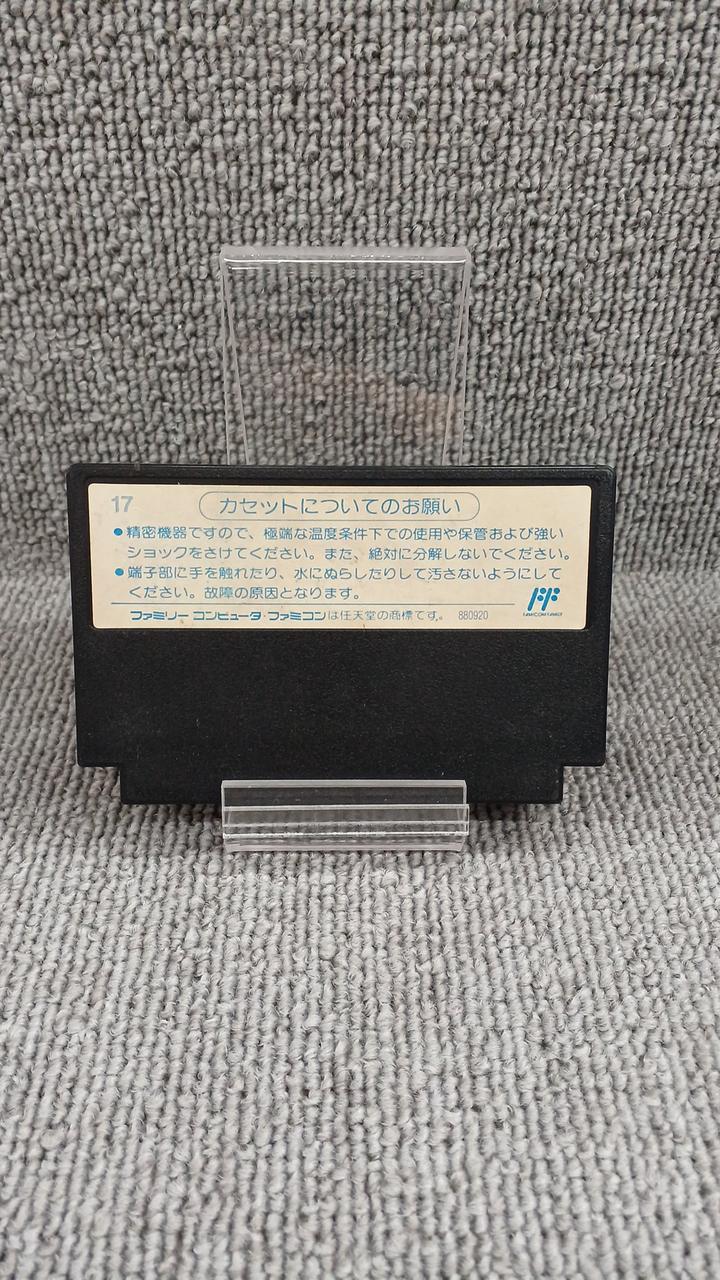 17
カセットについてのお願い
●精密機器ですので、極端な温度条件下での使用や保管および強い
ショックをさけてください。また、絶対に分解しないでください。
●端子部に手を触れたり、水にぬらしたりして汚さないようにして
ください。故障の原因となります。
ファミリーコンピュータ・ファミコンは任天堂の商標です。 880920
FF
FAMICOM FAMILY